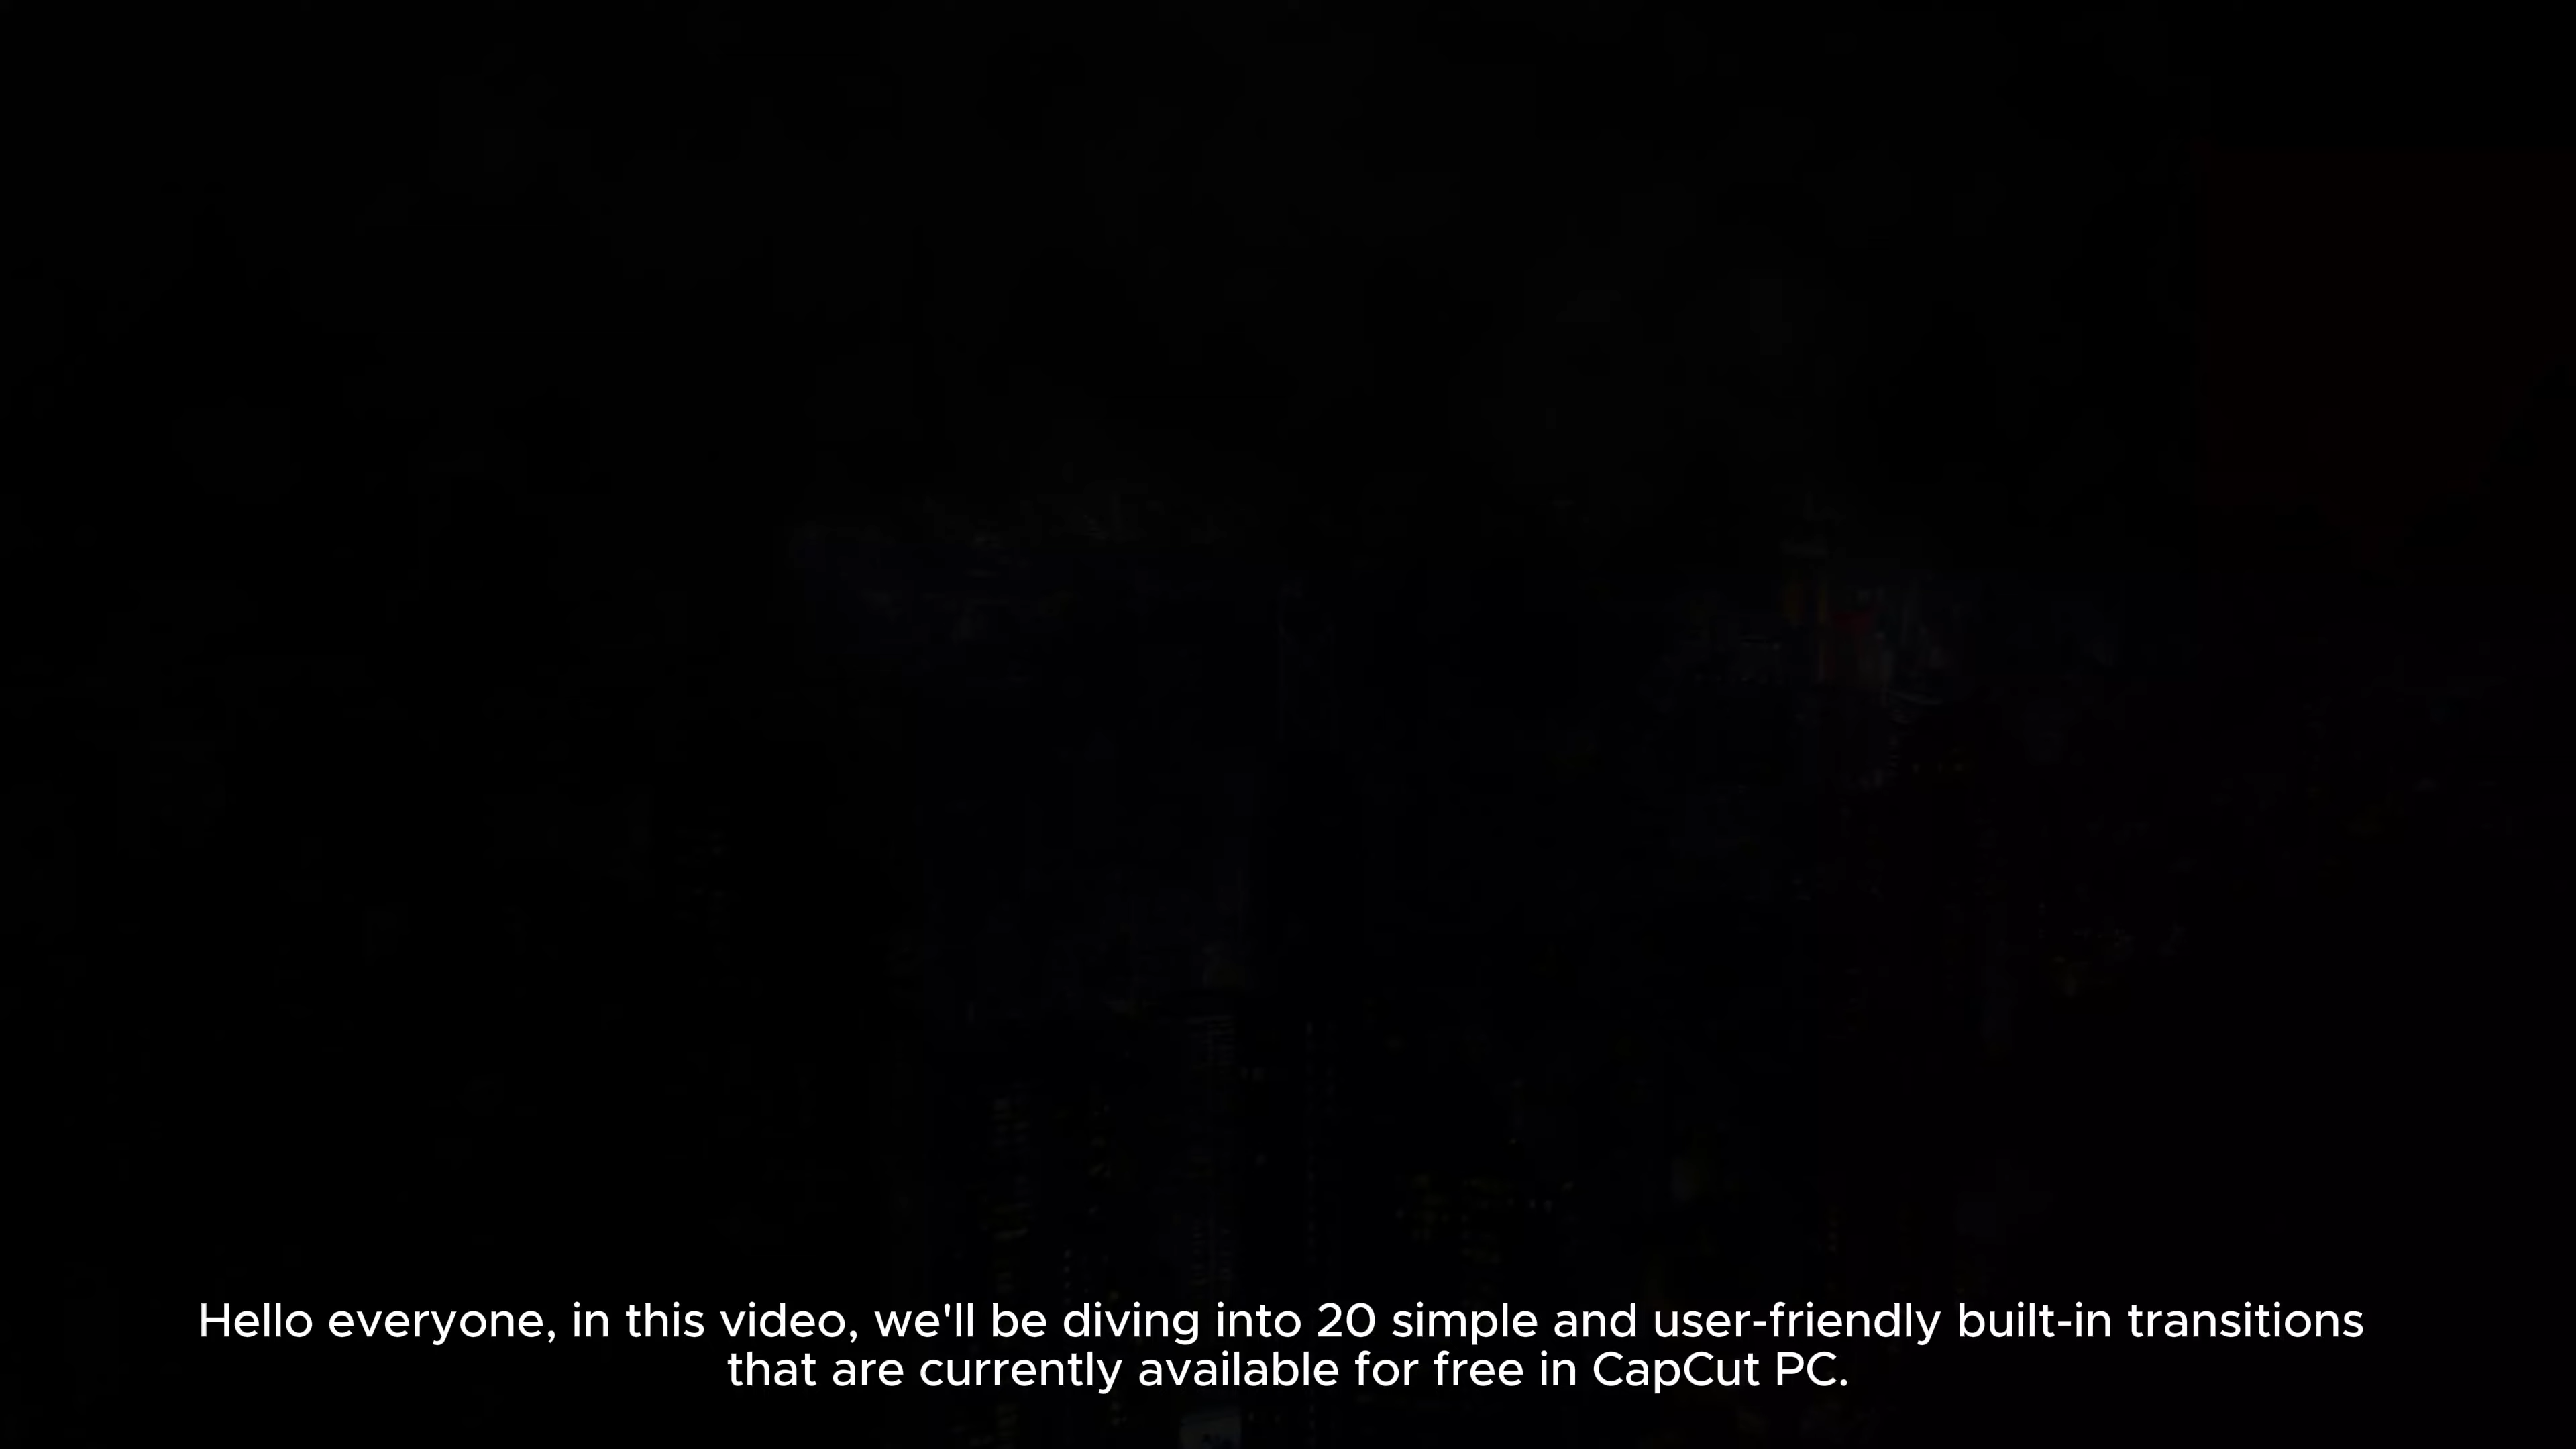 Hello everyone, in this video, we'll be diving into 20 simple and user-friendly built-in transitions
that are currently available for free in CapCut PC.